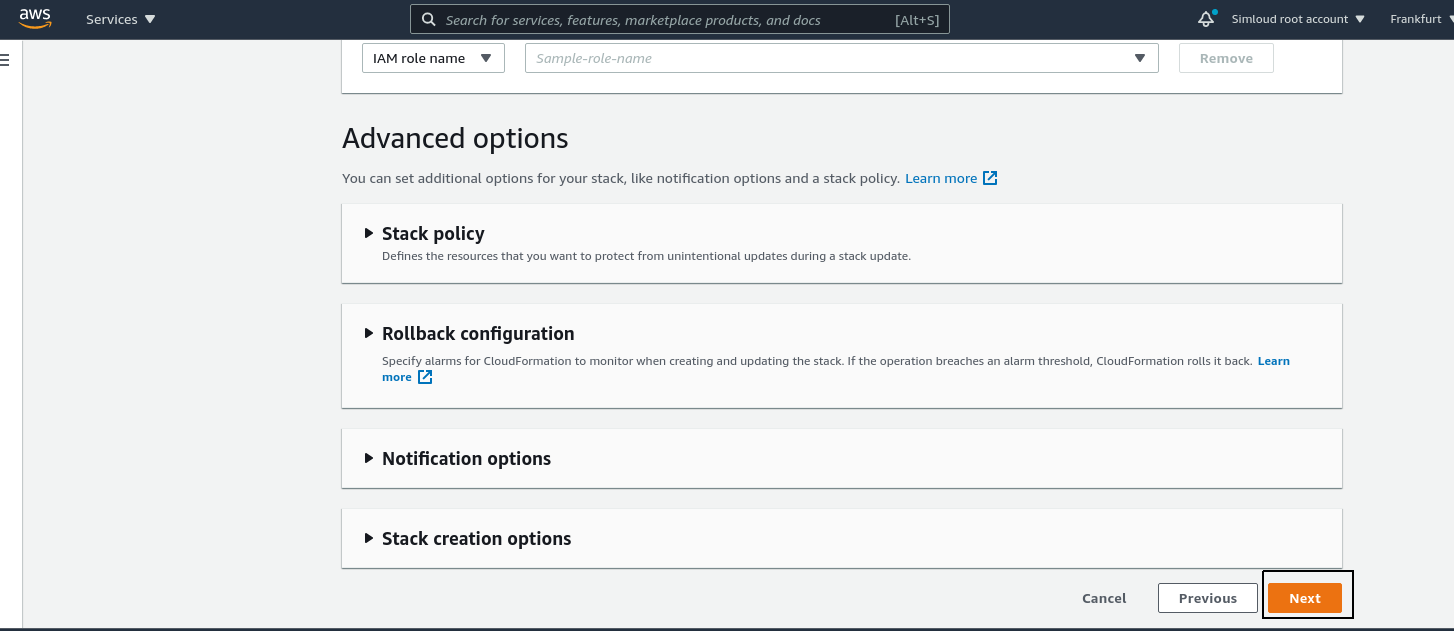 aws Services Search for services, features, marketplace products, and docs [Alt+S] Simloud root account Frankfurt
IAM role name Sample-role-name Remove
Advanced options
You can set additional options for your stack, like notification options and a stack policy. Learn more
Stack policy
Defines the resources that you want to protect from unintentional updates during a stack update.
Rollback configuration
Specify alarms for CloudFormation to monitor when creating and updating the stack. If the operation breaches an alarm threshold, CloudFormation rolls it back. Learn
more
Notification options
Stack creation options
Cancel Previous Next